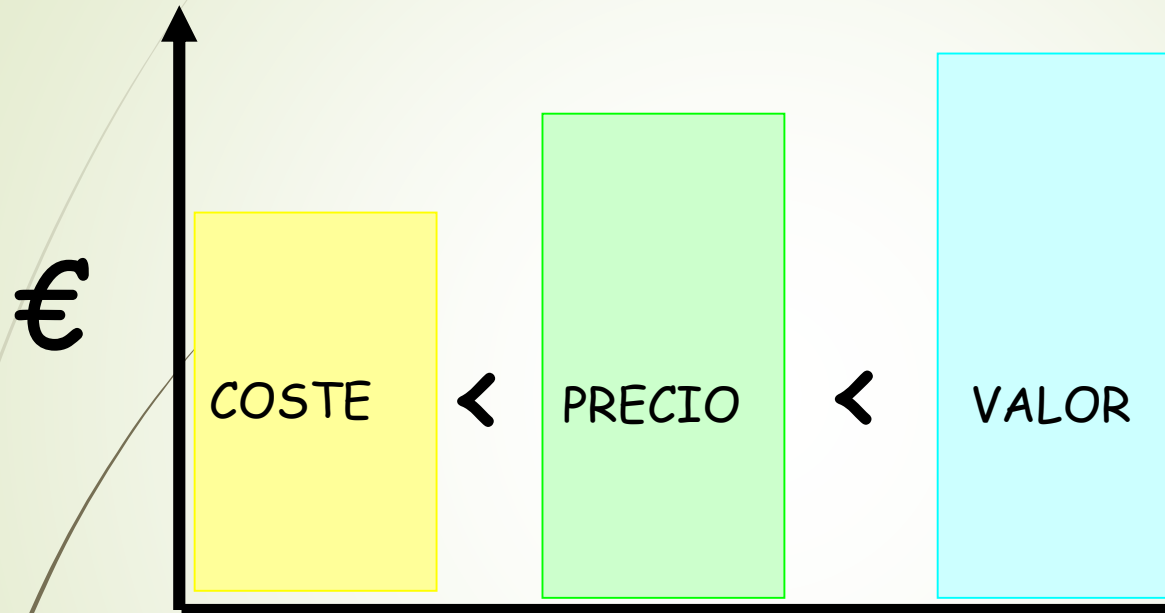 €
COSTE < PRECIO < VALOR